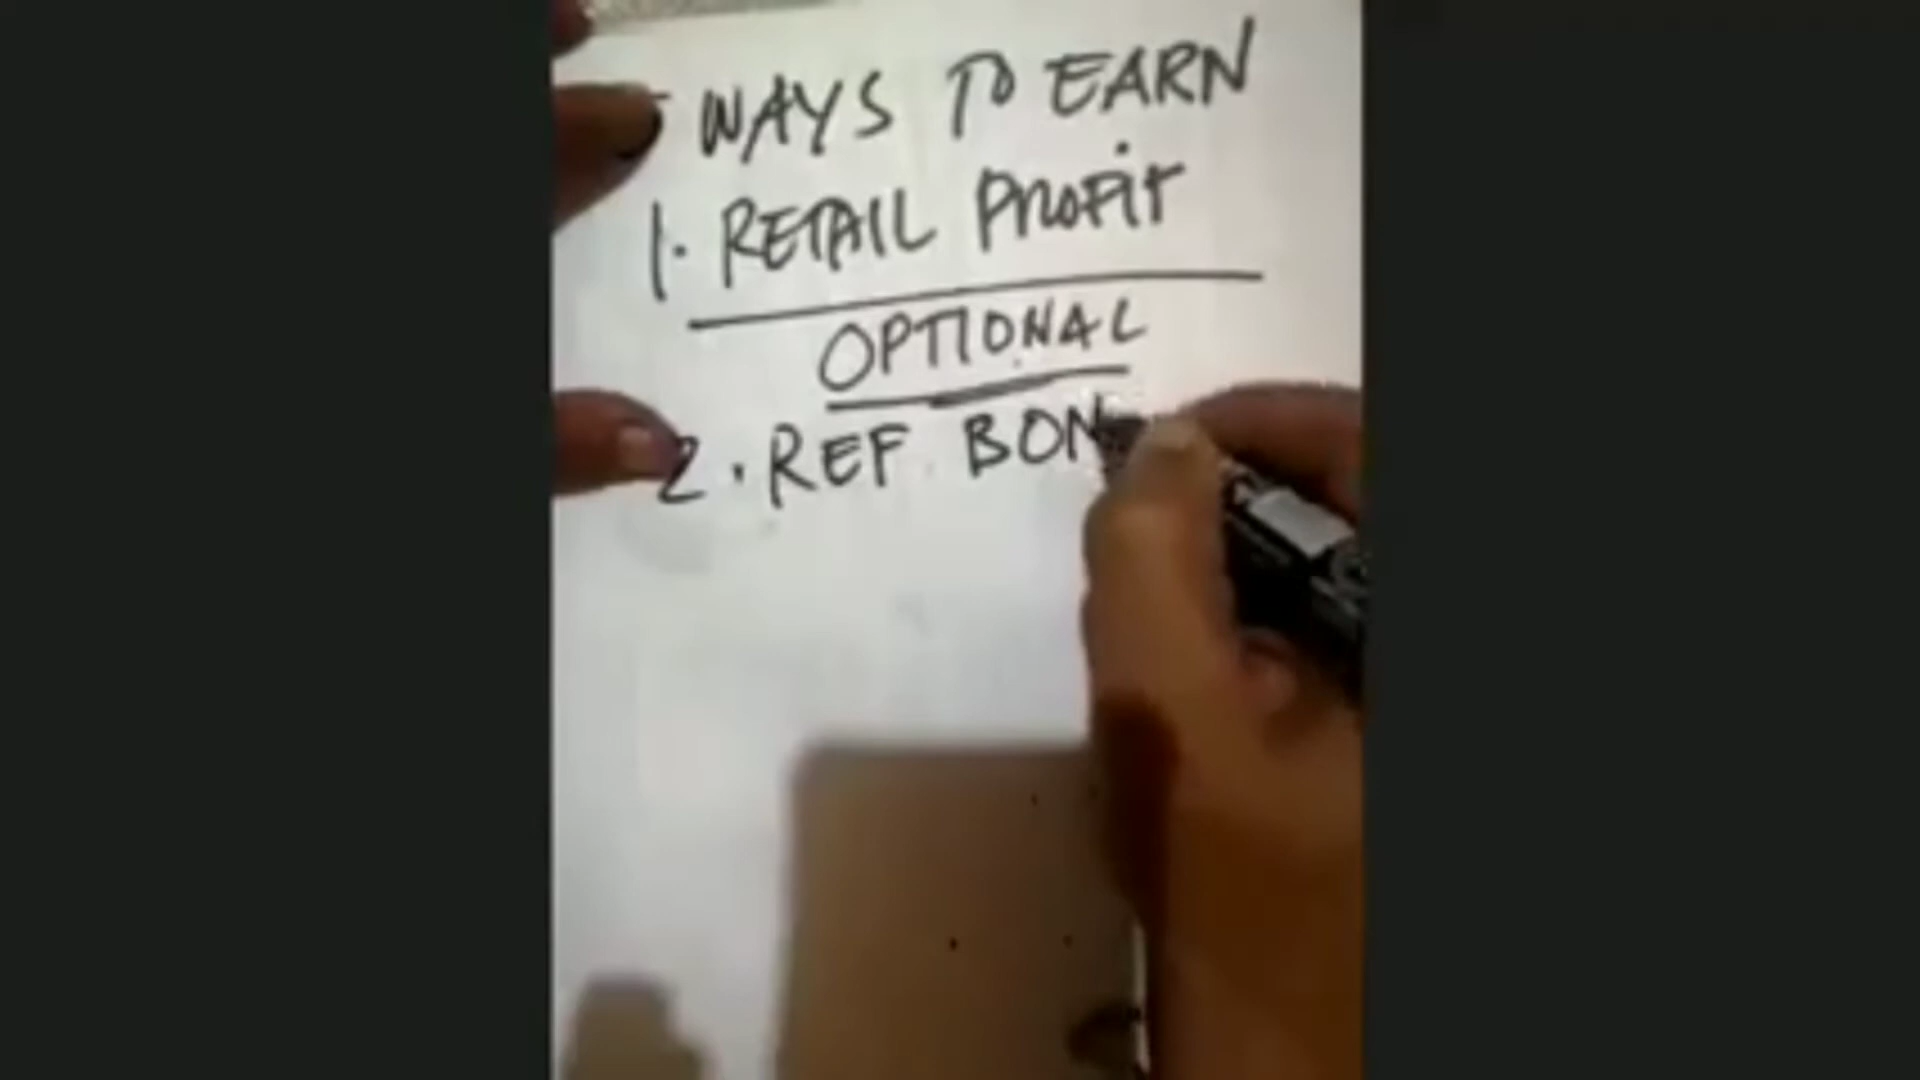 WAYS TO EARN
1. RETAIL PROFIT
OPTIONAL
2. REF BON